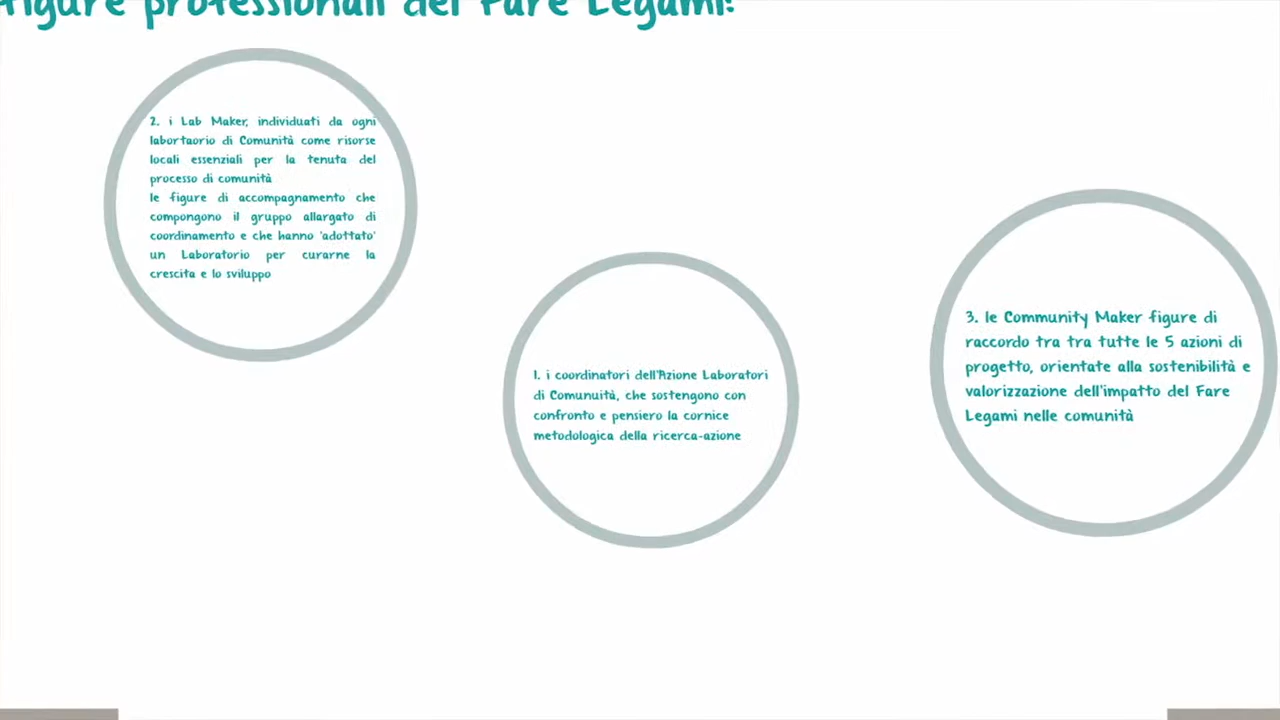 figure professionali del Fare Legami:
2. i Lab Maker, individuati da ogni
labortaorio di Comunità come risorse
locali essenziali per la tenuta del
processo di comunità
le figure di accompagnamento che
compongono il gruppo allargato di
coordinamento e che hanno 'adottato'
un Laboratorio per curarne la
crescita e lo sviluppo
1. i coordinatori dell'Azione Laboratori
di Comunuità, che sostengono con
confronto e pensiero la cornice
metodologica della ricerca-azione
3. le Community Maker figure di
raccordo tra tra tutte le 5 azioni di
progetto, orientate alla sostenibilità e
valorizzazione dell'impatto del Fare
Legami nelle comunità